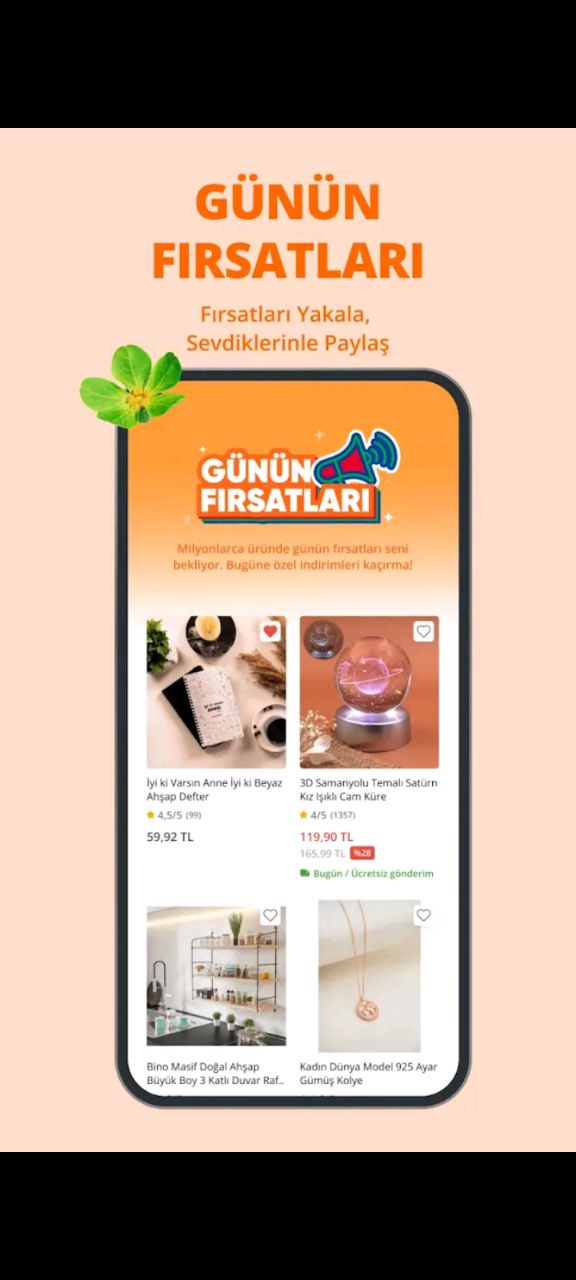 GÜNÜN
FIRSATLARI
Fırsatları Yakala,
Sevdiklerinle Paylaş
GÜNÜN
FIRSATLARI
Milyonlarca üründe günün fırsatları seni
bekliyor. Bugüne özel indirimleri kaçırma!
İyi ki Varsın Anne İyi ki Beyaz
Ahşap Defter
4,5/5 (99)
59,92 TL
3D Samanyolu Temalı Satürn
Kız Işıklı Cam Küre
4/5 (1357)
119,90 TL
165,99 TL %28
Bugün / Ücretsiz gönderim
Bino Masif Doğal Ahşap
Büyük Boy 3 Katlı Duvar Raf..
Kadın Dünya Model 925 Ayar
Gümüş Kolye